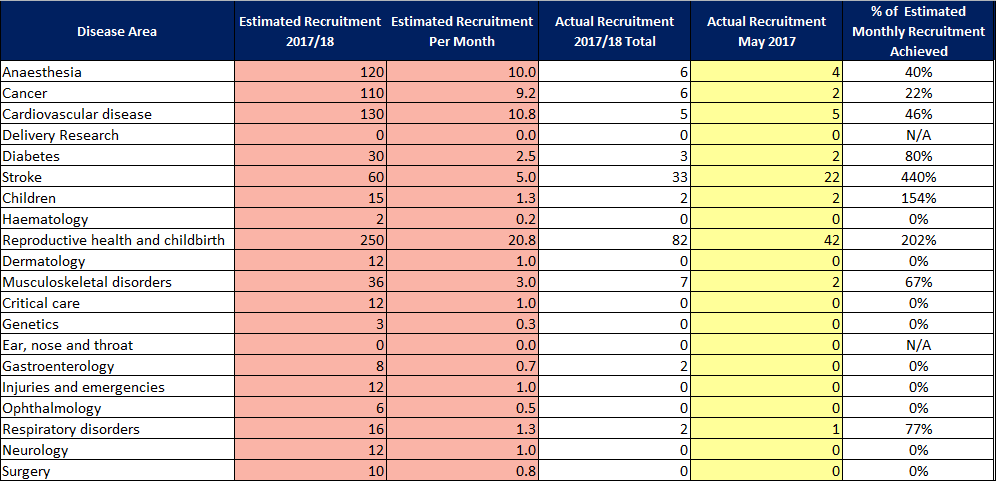 Disease Area Estimated Recruitment 2017/18 Estimated Recruitment Per Month Actual Recruitment 2017/18 Total Actual Recruitment May 2017 % of Estimated Monthly Recruitment Achieved
Anaesthesia 120 10.0 6 4 40%
Cancer 110 9.2 6 2 22%
Cardiovascular disease 130 10.8 5 5 46%
Delivery Research 0 0.0 0 0 N/A
Diabetes 30 2.5 3 2 80%
Stroke 60 5.0 33 22 440%
Children 15 1.3 2 2 154%
Haematology 2 0.2 0 0 0%
Reproductive health and childbirth 250 20.8 82 42 202%
Dermatology 12 1.0 0 0 0%
Musculoskeletal disorders 36 3.0 7 2 67%
Critical care 12 1.0 0 0 0%
Genetics 3 0.3 0 0 0%
Ear, nose and throat 0 0.0 0 0 N/A
Gastroenterology 8 0.7 2 0 0%
Injuries and emergencies 12 1.0 0 0 0%
Ophthalmology 6 0.5 0 0 0%
Respiratory disorders 16 1.3 2 1 77%
Neurology 12 1.0 0 0 0%
Surgery 10 0.8 0 0 0%